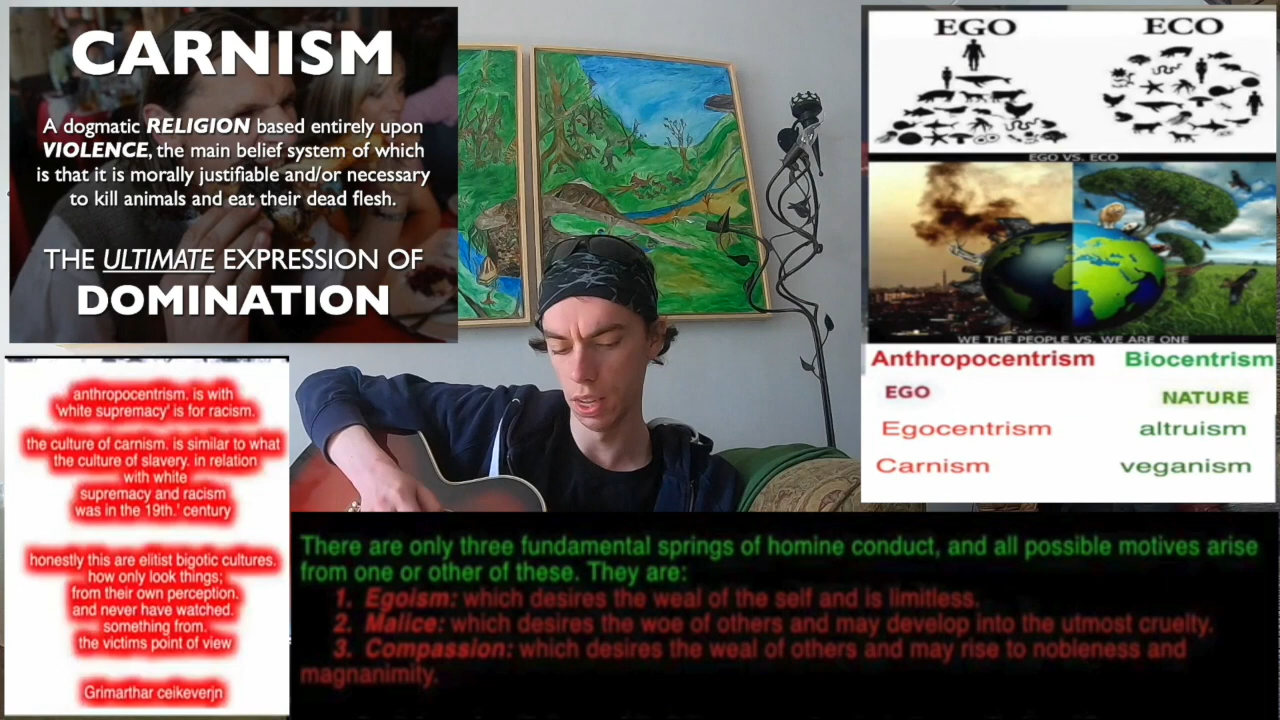 CARNISM
A dogmatic RELIGION based entirely upon
VIOLENCE, the main belief system of which
is that it is morally justifiable and/or necessary
to kill animals and eat their dead flesh.
THE ULTIMATE EXPRESSION OF
DOMINATION
EGO ECO
EGO VS. ECO
WE THE PEOPLE VS. WE ARE ONE
Anthropocentrism Biocentrism
EGO NATURE
Egocentrism altruism
Carnism veganism
anthropocentrism. is with
'white supremacy' is for racism.
the culture of carnism. is similar to what
the culture of slavery. in relation
with white
supremacy and racism
was in the 19th.' century
honestly this are elitist bigotic cultures.
how only look things;
from their own perception.
and never have watched.
something from.
the victims point of view
Grimarthar ceikeverjn
There are only three fundamental springs of homine conduct, and all possible motives arise
from one or other of these. They are:
1. Egoism: which desires the weal of the self and is limitless.
2. Malice: which desires the woe of others and may develop into the utmost cruelty.
3. Compassion: which desires the weal of others and may rise to nobleness and
magnanimity.